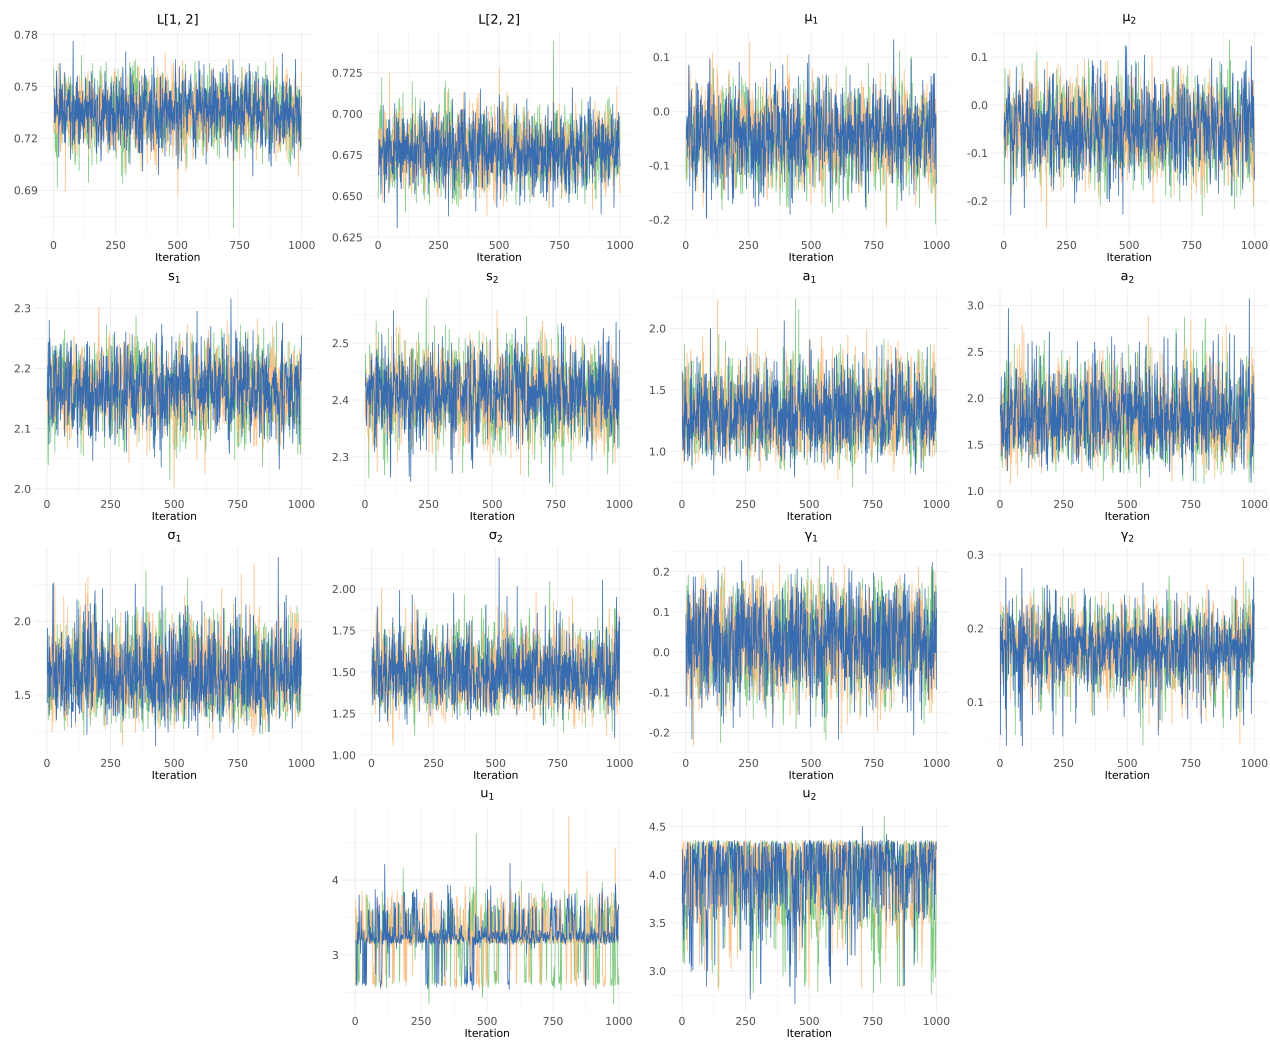 L[1, 2]
0.78
0.75
0.72
0.69
0 250 500 750 1000
Iteration
L[2, 2]
0.725
0.700
0.675
0.650
0.625
0 250 500 750 1000
Iteration
μ₁
0.1
0.0
-0.1
-0.2
0 250 500 750 1000
Iteration
μ₂
0.1
0.0
-0.1
-0.2
0 250 500 750 1000
Iteration
s₁
2.3
2.2
2.1
2.0
0 250 500 750 1000
Iteration
s₂
2.5
2.4
2.3
0 250 500 750 1000
Iteration
a₁
2.0
1.5
1.0
0 250 500 750 1000
Iteration
a₂
3.0
2.5
2.0
1.5
1.0
0 250 500 750 1000
Iteration
σ₁
2.0
1.5
0 250 500 750 1000
Iteration
σ₂
2.00
1.75
1.50
1.25
1.00
0 250 500 750 1000
Iteration
γ₁
0.2
0.1
0.0
-0.1
-0.2
0 250 500 750 1000
Iteration
γ₂
0.3
0.2
0.1
0 250 500 750 1000
Iteration
u₁
4
3
0 250 500 750 1000
Iteration
u₂
4.5
4.0
3.5
3.0
0 250 500 750 1000
Iteration